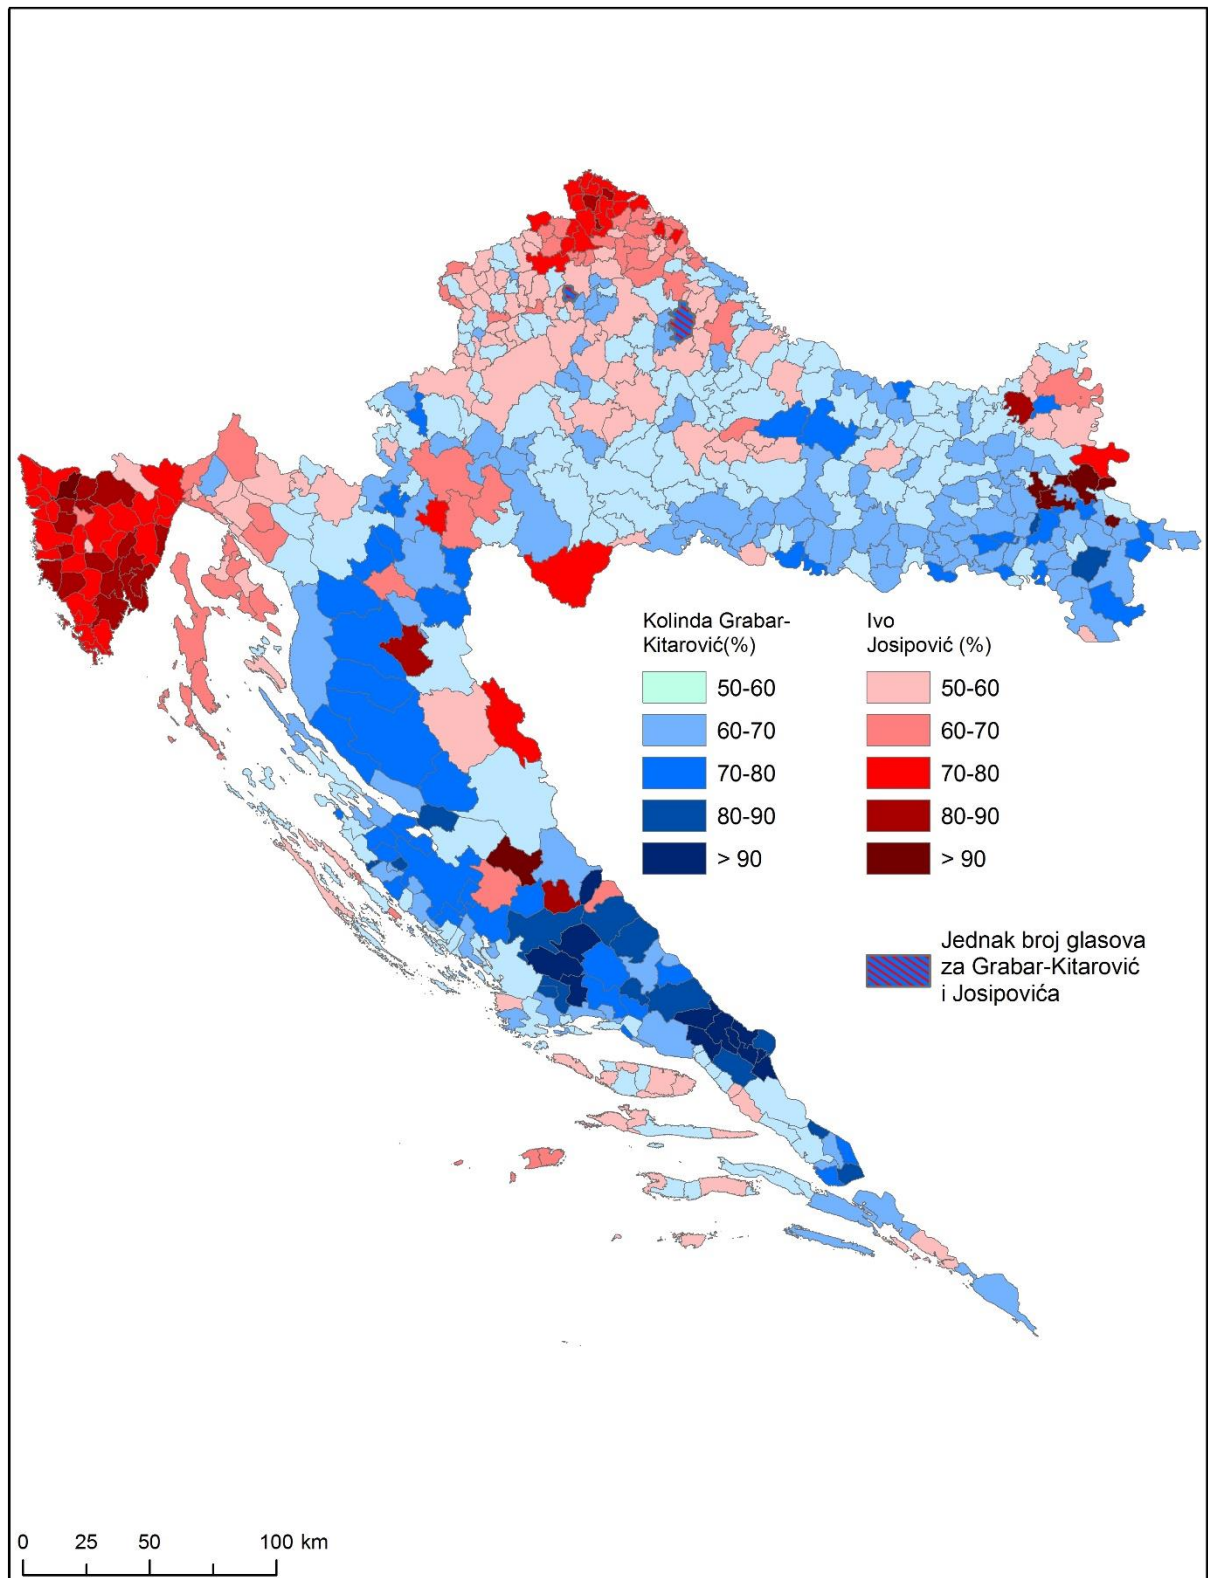 Kolinda Grabar-
Kitarović(%)
50-60
60-70
70-80
80-90
> 90
Ivo
Josipović (%)
50-60
60-70
70-80
80-90
> 90
Jednak broj glasova
za Grabar-Kitarović
i Josipovića
0 25 50 100 km